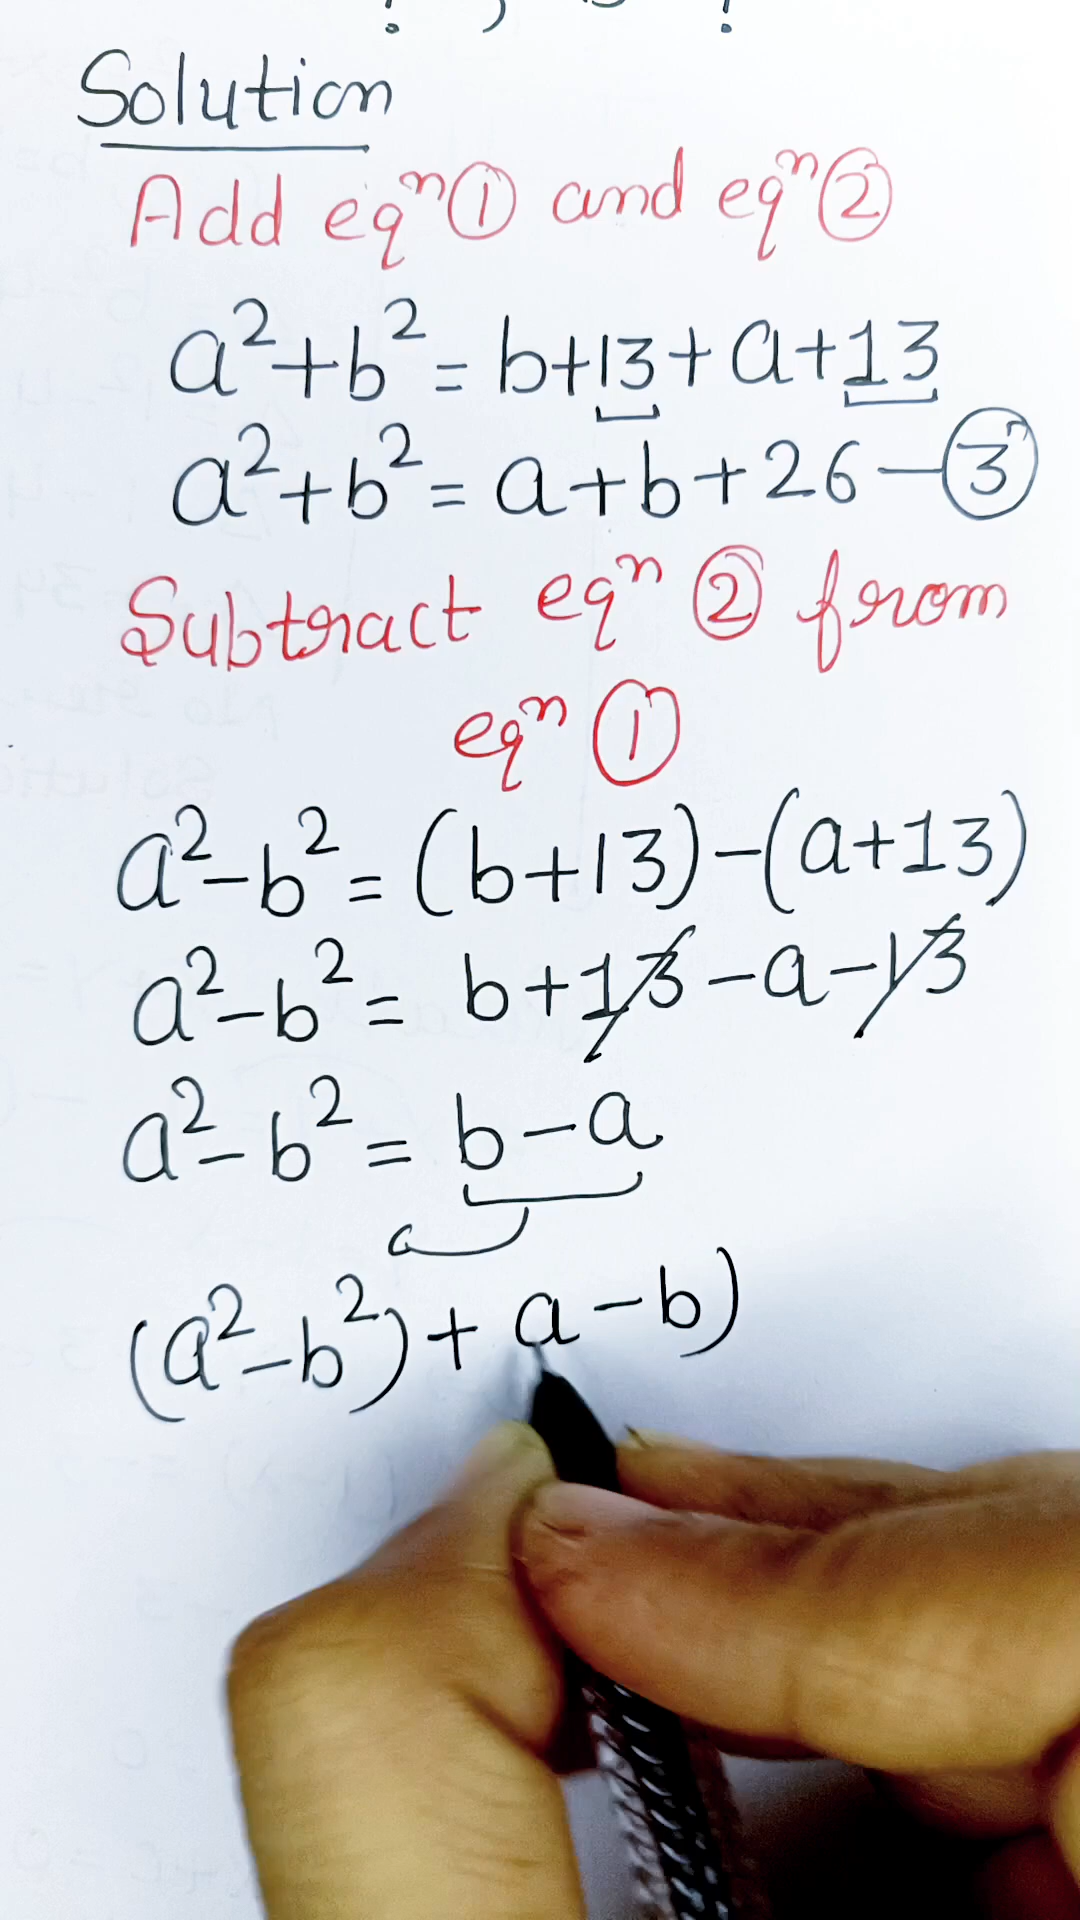 Solution
Add eqⁿ ① and eqⁿ ②
a²+b² = b+13+a+13
a²+b² = a+b+26 — ③
Subtract eqⁿ ② from
eqⁿ ①
a²-b² = (b+13)-(a+13)
a²-b² = b+13-a-13
a²-b² = b-a
(a²-b²)+ a-b)